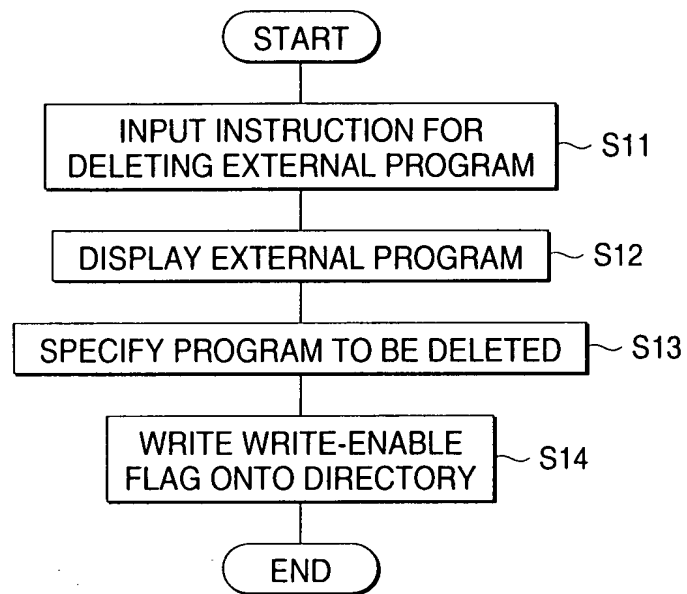 START
INPUT INSTRUCTION FOR
DELETING EXTERNAL PROGRAM
S11
DISPLAY EXTERNAL PROGRAM
S12
SPECIFY PROGRAM TO BE DELETED
S13
WRITE WRITE-ENABLE
FLAG ONTO DIRECTORY
S14
END